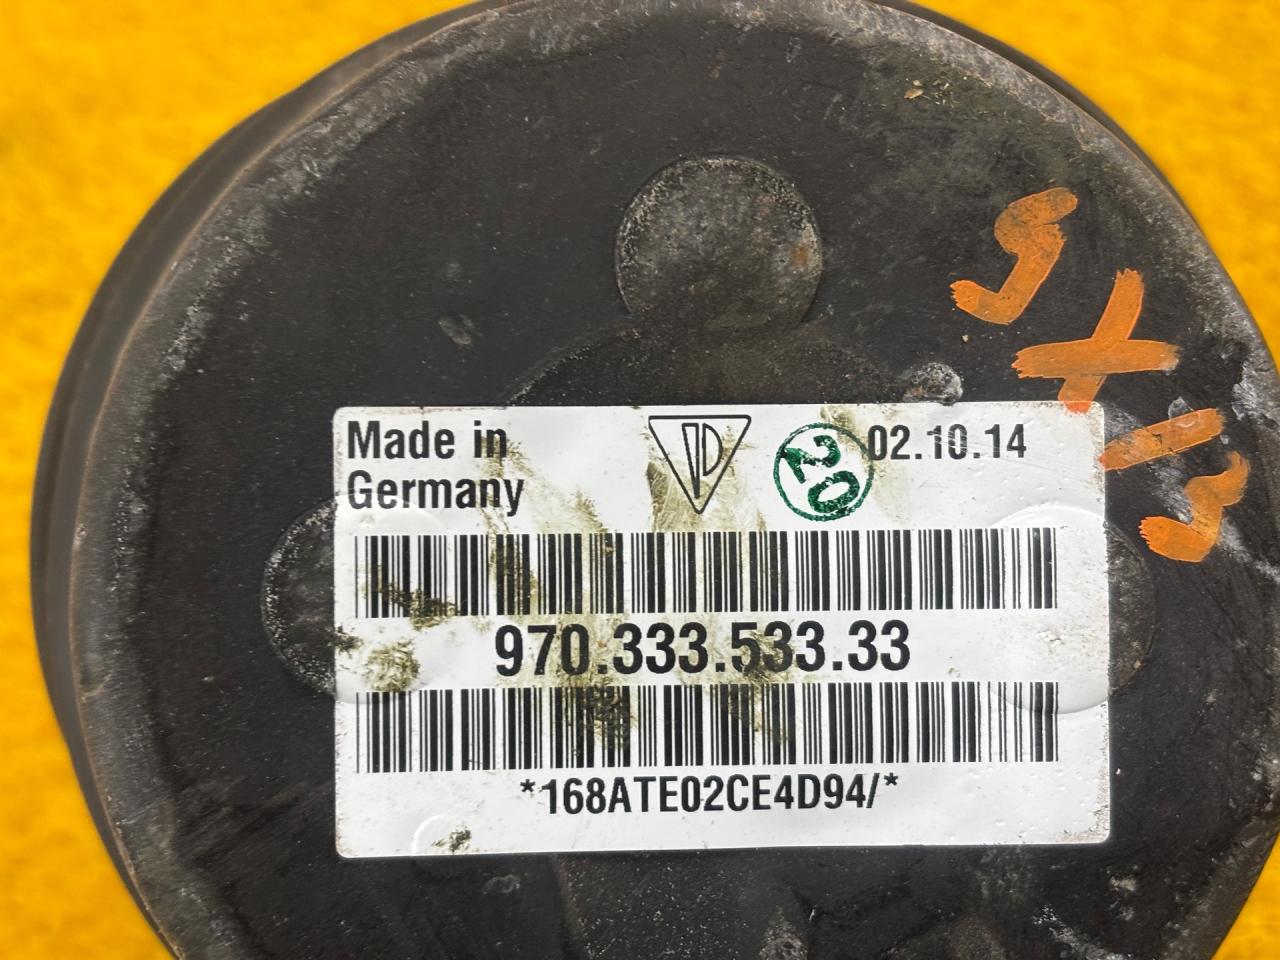 Made in
Germany
20
02.10.14
970.333.533.33
*168ATE02CE4D94/*